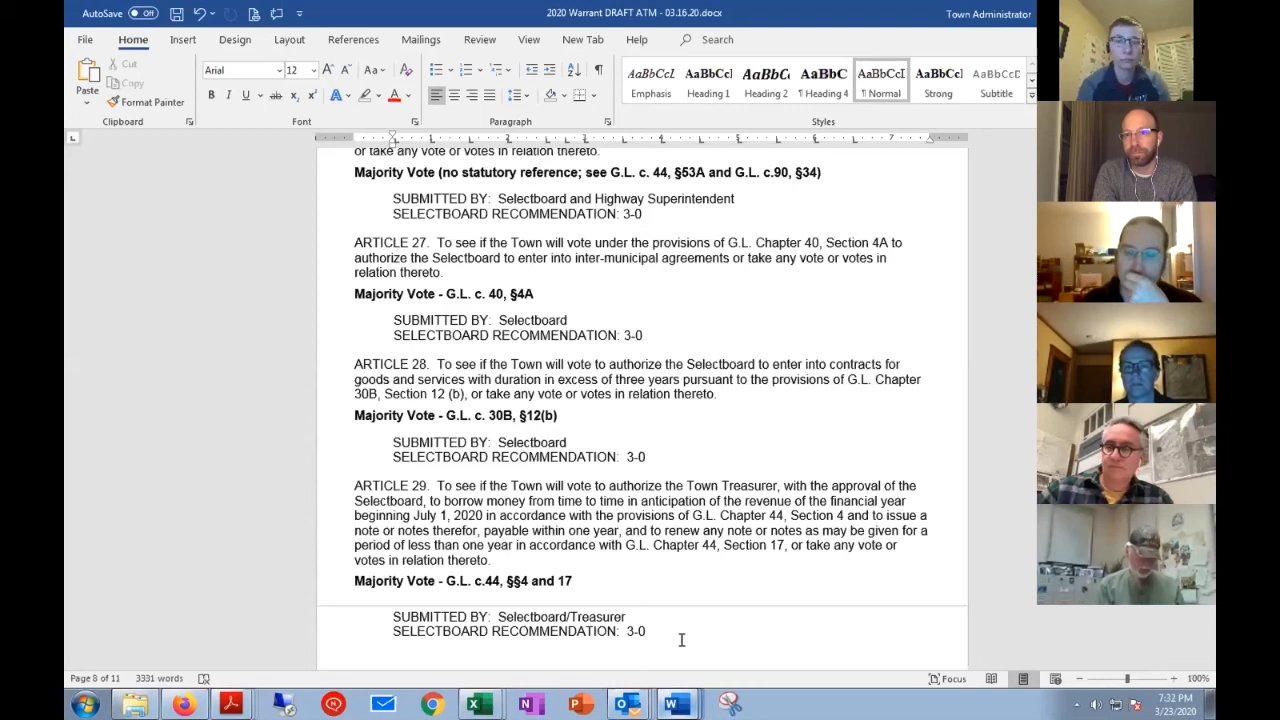 AutoSave Off
2020 Warrant DRAFT ATM - 03.16.20.docx
Town Administrator
File Home Insert Design Layout References Mailings Review View New Tab Help Search
Paste
Cut
Copy
Format Painter
Clipboard
Arial 12
Font
Paragraph
AaBbCcI AaBbCcI AaBbCc AaBbC AaBbCcD AaBbCcI AaBbCcD
Emphasis Heading 1 Heading 2 ¶ Heading 4 ¶ Normal Strong Subtitle
Styles
1 2 3 4 5 6 7
or take any vote or votes in relation thereto.
Majority Vote (no statutory reference; see G.L. c. 44, §53A and G.L. c.90, §34)
SUBMITTED BY: Selectboard and Highway Superintendent
SELECTBOARD RECOMMENDATION: 3-0
ARTICLE 27. To see if the Town will vote under the provisions of G.L. Chapter 40, Section 4A to
authorize the Selectboard to enter into inter-municipal agreements or take any vote or votes in
relation thereto.
Majority Vote - G.L. c. 40, §4A
SUBMITTED BY: Selectboard
SELECTBOARD RECOMMENDATION: 3-0
ARTICLE 28. To see if the Town will vote to authorize the Selectboard to enter into contracts for
goods and services with duration in excess of three years pursuant to the provisions of G.L. Chapter
30B, Section 12 (b), or take any vote or votes in relation thereto.
Majority Vote - G.L. c. 30B, §12(b)
SUBMITTED BY: Selectboard
SELECTBOARD RECOMMENDATION: 3-0
ARTICLE 29. To see if the Town will vote to authorize the Town Treasurer, with the approval of the
Selectboard, to borrow money from time to time in anticipation of the revenue of the financial year
beginning July 1, 2020 in accordance with the provisions of G.L. Chapter 44, Section 4 and to issue a
note or notes therefor, payable within one year, and to renew any note or notes as may be given for a
period of less than one year in accordance with G.L. Chapter 44, Section 17, or take any vote or
votes in relation thereto.
Majority Vote - G.L. c.44, §§4 and 17
SUBMITTED BY: Selectboard/Treasurer
SELECTBOARD RECOMMENDATION: 3-0
Page 8 of 11 3331 words
Focus
100%
7:32 PM
3/23/2020